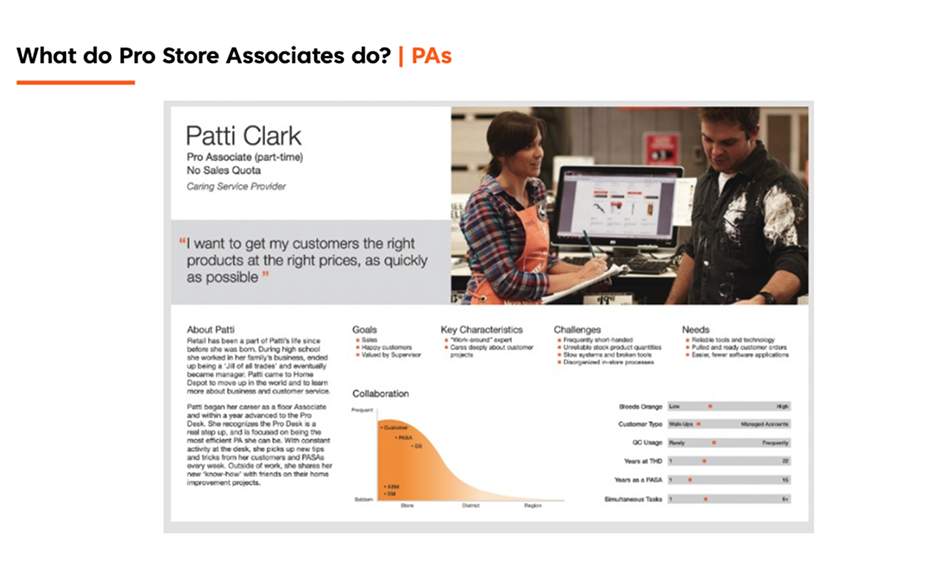 What do Pro Store Associates do? | PAs
Patti Clark
Pro Associate (part-time)
No Sales Quota
Caring Service Provider
“I want to get my customers the right
products at the right prices, as quickly
as possible ”
About Patti
Retail has been a part of Patti's life since
before she was born. During high school
she worked in her family's business, ended
up being a 'Jill of all trades' and eventually
became manager. Patti came to Home
Depot to move up in the world and to learn
more about business and customer service.
Patti began her career as a floor Associate
and within a year advanced to the Pro
Desk. She recognizes the Pro Desk is a
real step up, and is focused on being the
most efficient PA she can be. With constant
activity at the desk, she picks up new tips
and tricks from her customers and PASAs
every week. Outside of work, she shares her
new 'know-how' with friends on their home
improvement projects.
Goals
Sales
Happy customers
Valued by Supervisor
Key Characteristics
"Work-around" expert
Cares deeply about customer
projects
Challenges
Frequently short-handed
Unreliable stock product quantities
Slow systems and broken tools
Disorganized in-store processes
Needs
Reliable tools and technology
Pulled and ready customer orders
Easier, fewer software applications
Collaboration
Frequent
Customer
PASA
DS
ASM
SM
Seldom
Store District Region
Bleeds Orange Low High
Customer Type Walk-Ups Managed Accounts
QC Usage Rarely Frequently
Years at THD 1 20
Years as a PASA 1 15
Simultaneous Tasks 1 6+